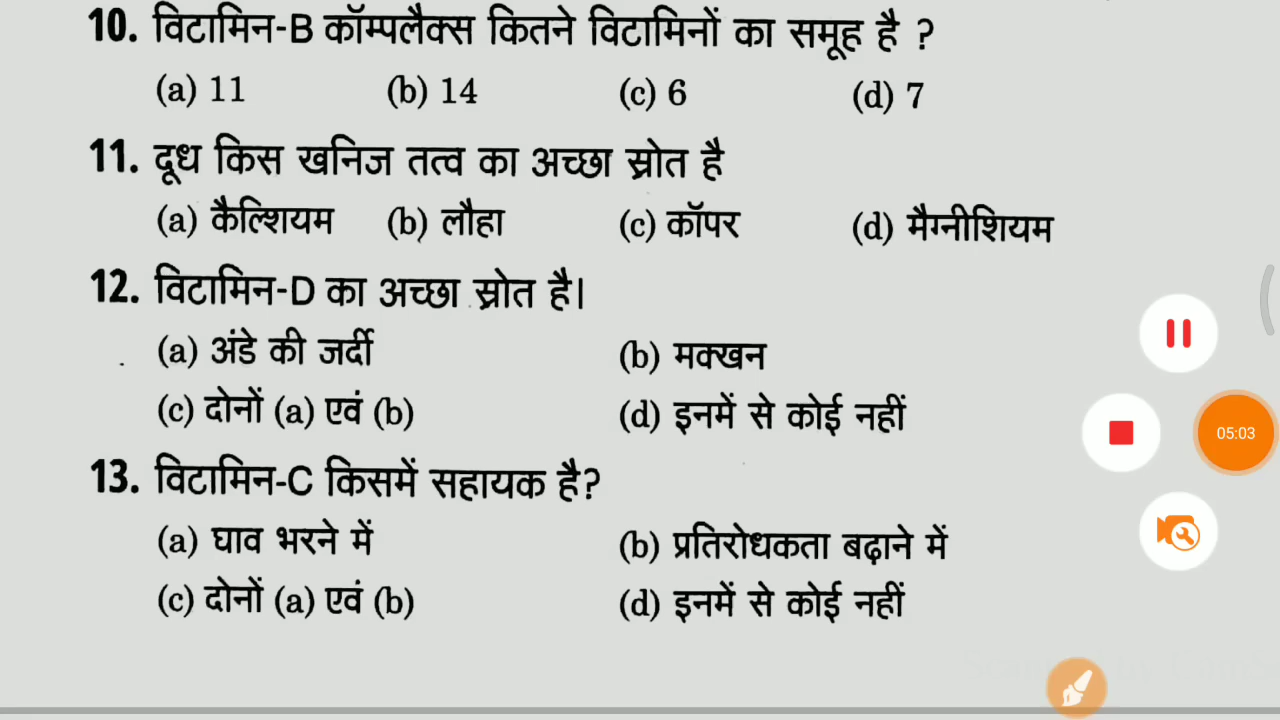 10. विटामिन-B कॉम्पलैक्स कितने विटामिनों का समूह है ?
(a) 11 (b) 14 (c) 6 (d) 7
11. दूध किस खनिज तत्व का अच्छा स्रोत है
(a) कैल्शियम (b) लौहा (c) कॉपर (d) मैग्नीशियम
12. विटामिन-D का अच्छा स्रोत है।
(a) अंडे की जर्दी (b) मक्खन
(c) दोनों (a) एवं (b) (d) इनमें से कोई नहीं
13. विटामिन-C किसमें सहायक है?
(a) घाव भरने में (b) प्रतिरोधकता बढ़ाने में
(c) दोनों (a) एवं (b) (d) इनमें से कोई नहीं
05:03